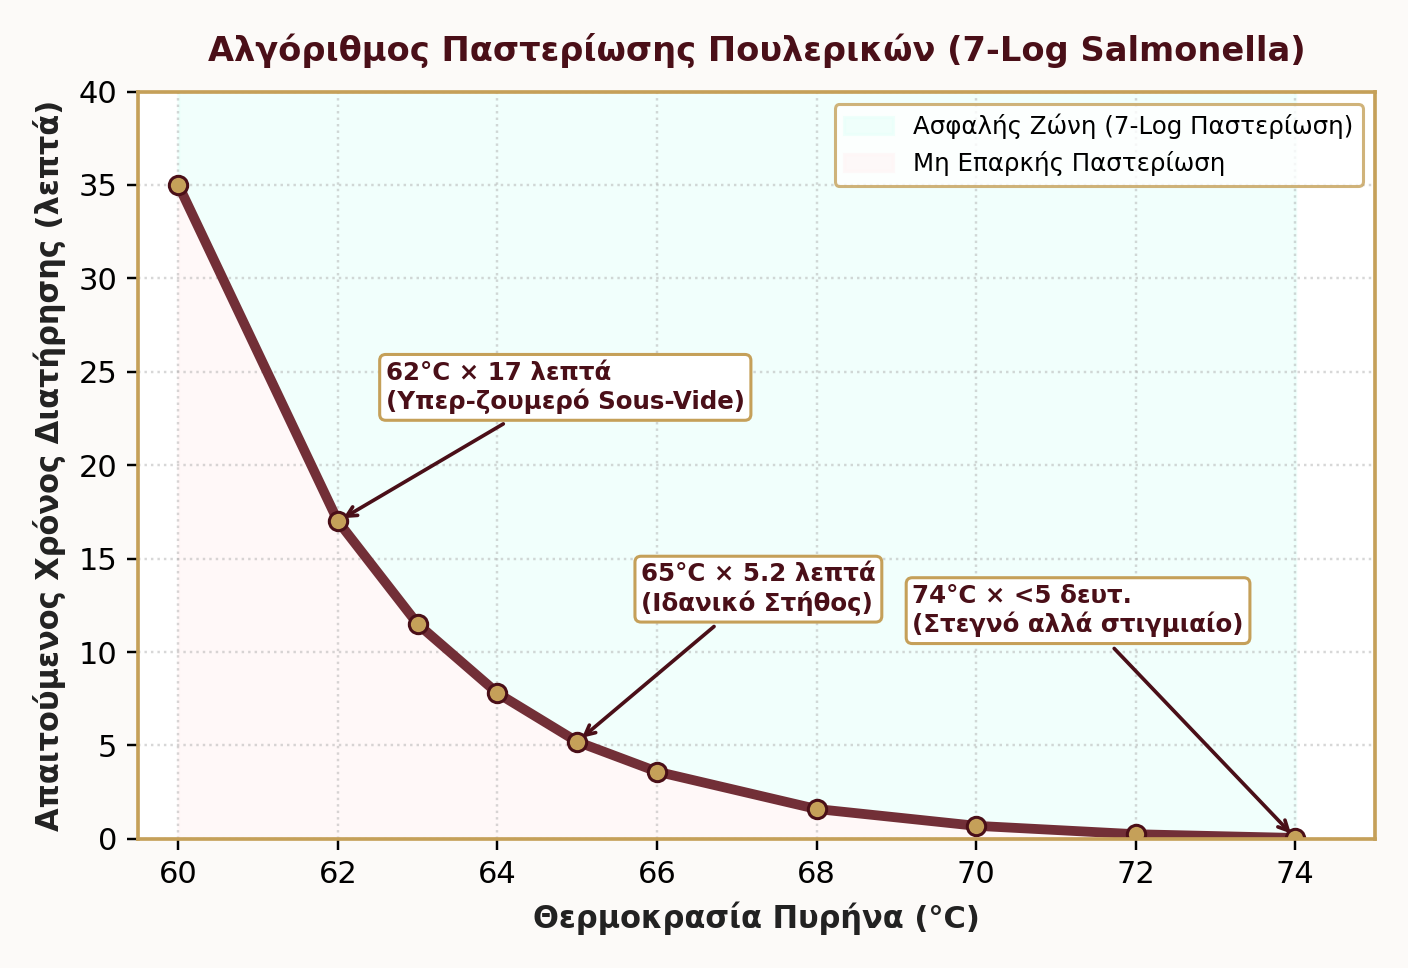 Αλγόριθμος Παστερίωσης Πουλερικών (7-Log Salmonella)
Απαιτούμενος Χρόνος Διατήρησης (λεπτά)
40
35
30
25
20
15
10
5
0
Ασφαλής Ζώνη (7-Log Παστερίωση)
Μη Επαρκής Παστερίωση
62°C × 17 λεπτά
(Υπερ-ζουμερό Sous-Vide)
65°C × 5.2 λεπτά
(Ιδανικό Στήθος)
74°C × <5 δευτ.
(Στεγνό αλλά στιγμιαίο)
60 62 64 66 68 70 72 74
Θερμοκρασία Πυρήνα (°C)